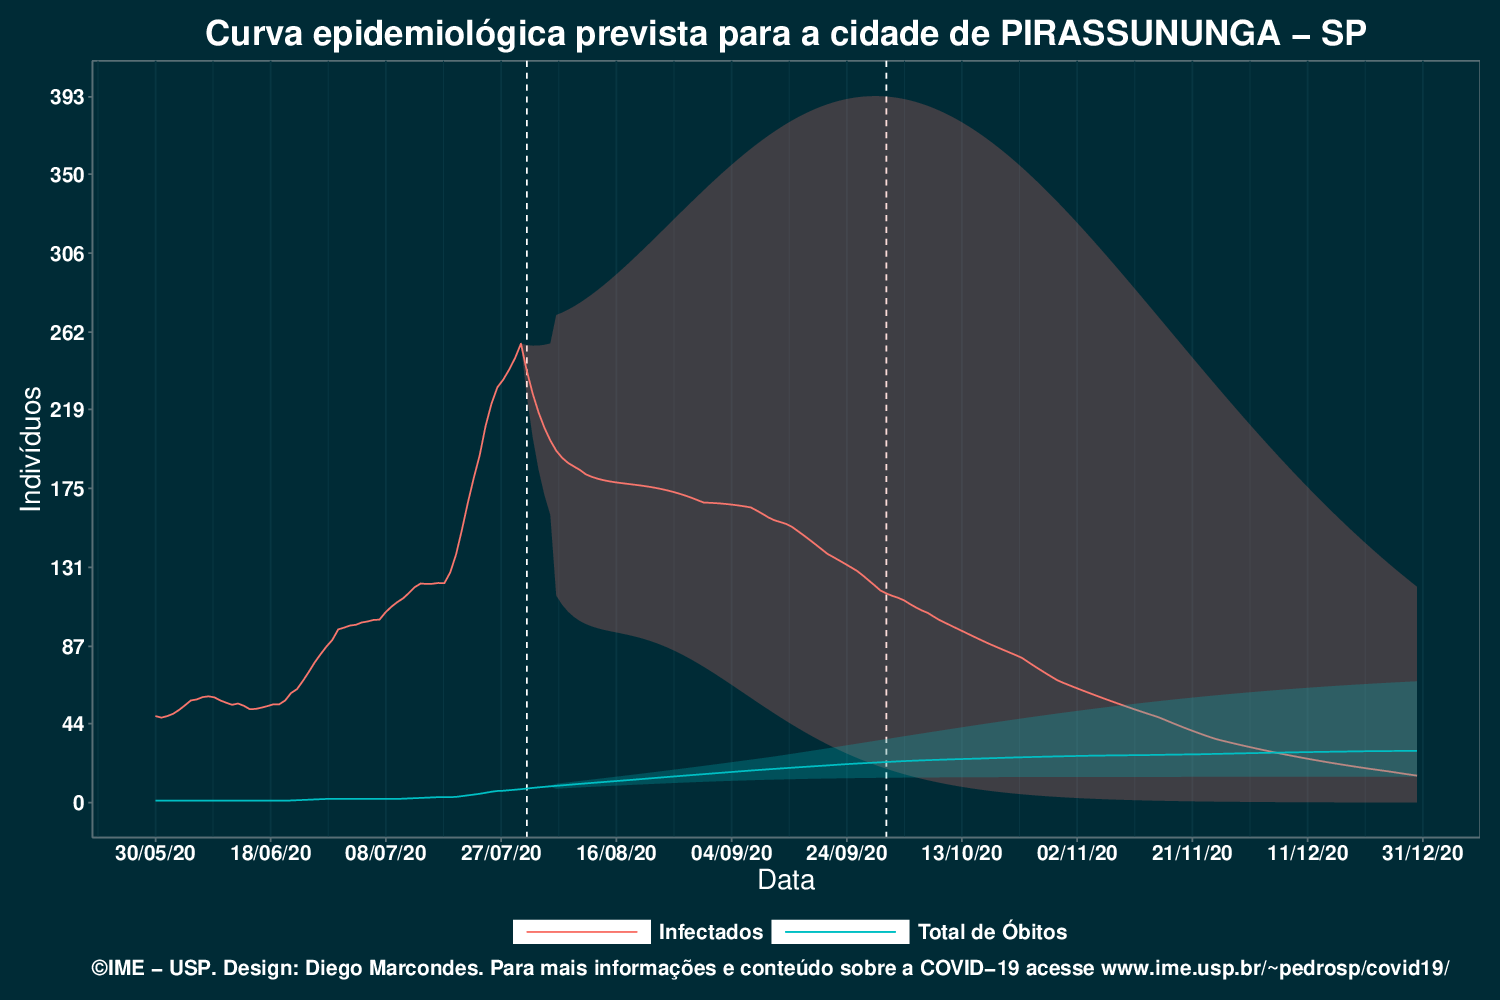 Curva epidemiológica prevista para a cidade de PIRASSUNUNGA – SP
Indivíduos
393
350
306
262
219
175
131
87
44
0
30/05/20 18/06/20 08/07/20 27/07/20 16/08/20 04/09/20 24/09/20 13/10/20 02/11/20 21/11/20 11/12/20 31/12/20
Data
Infectados Total de Óbitos
©IME – USP. Design: Diego Marcondes. Para mais informações e conteúdo sobre a COVID–19 acesse www.ime.usp.br/~pedrosp/covid19/